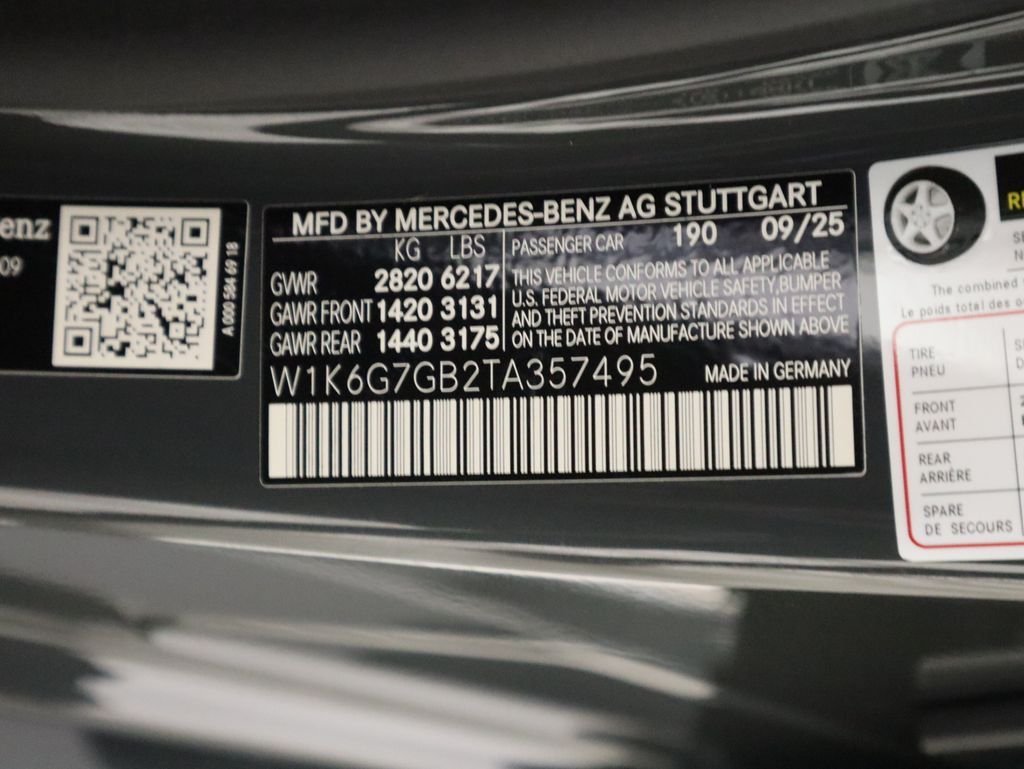 enz
09
A 000 584 69 18
MFD BY MERCEDES-BENZ AG STUTTGART
KG LBS
GVWR 2820 6217
GAWR FRONT 1420 3131
GAWR REAR 1440 3175
PASSENGER CAR 190 09/25
THIS VEHICLE CONFORMS TO ALL APPLICABLE
U.S. FEDERAL MOTOR VEHICLE SAFETY,BUMPER
AND THEFT PREVENTION STANDARDS IN EFFECT
ON THE DATE OF MANUFACTURE SHOWN ABOVE
W1K6G7GB2TA357495 MADE IN GERMANY
The combined
Le poids total des
TIRE
PNEU
FRONT
AVANT
REAR
ARRIÈRE
SPARE
DE SECOURS